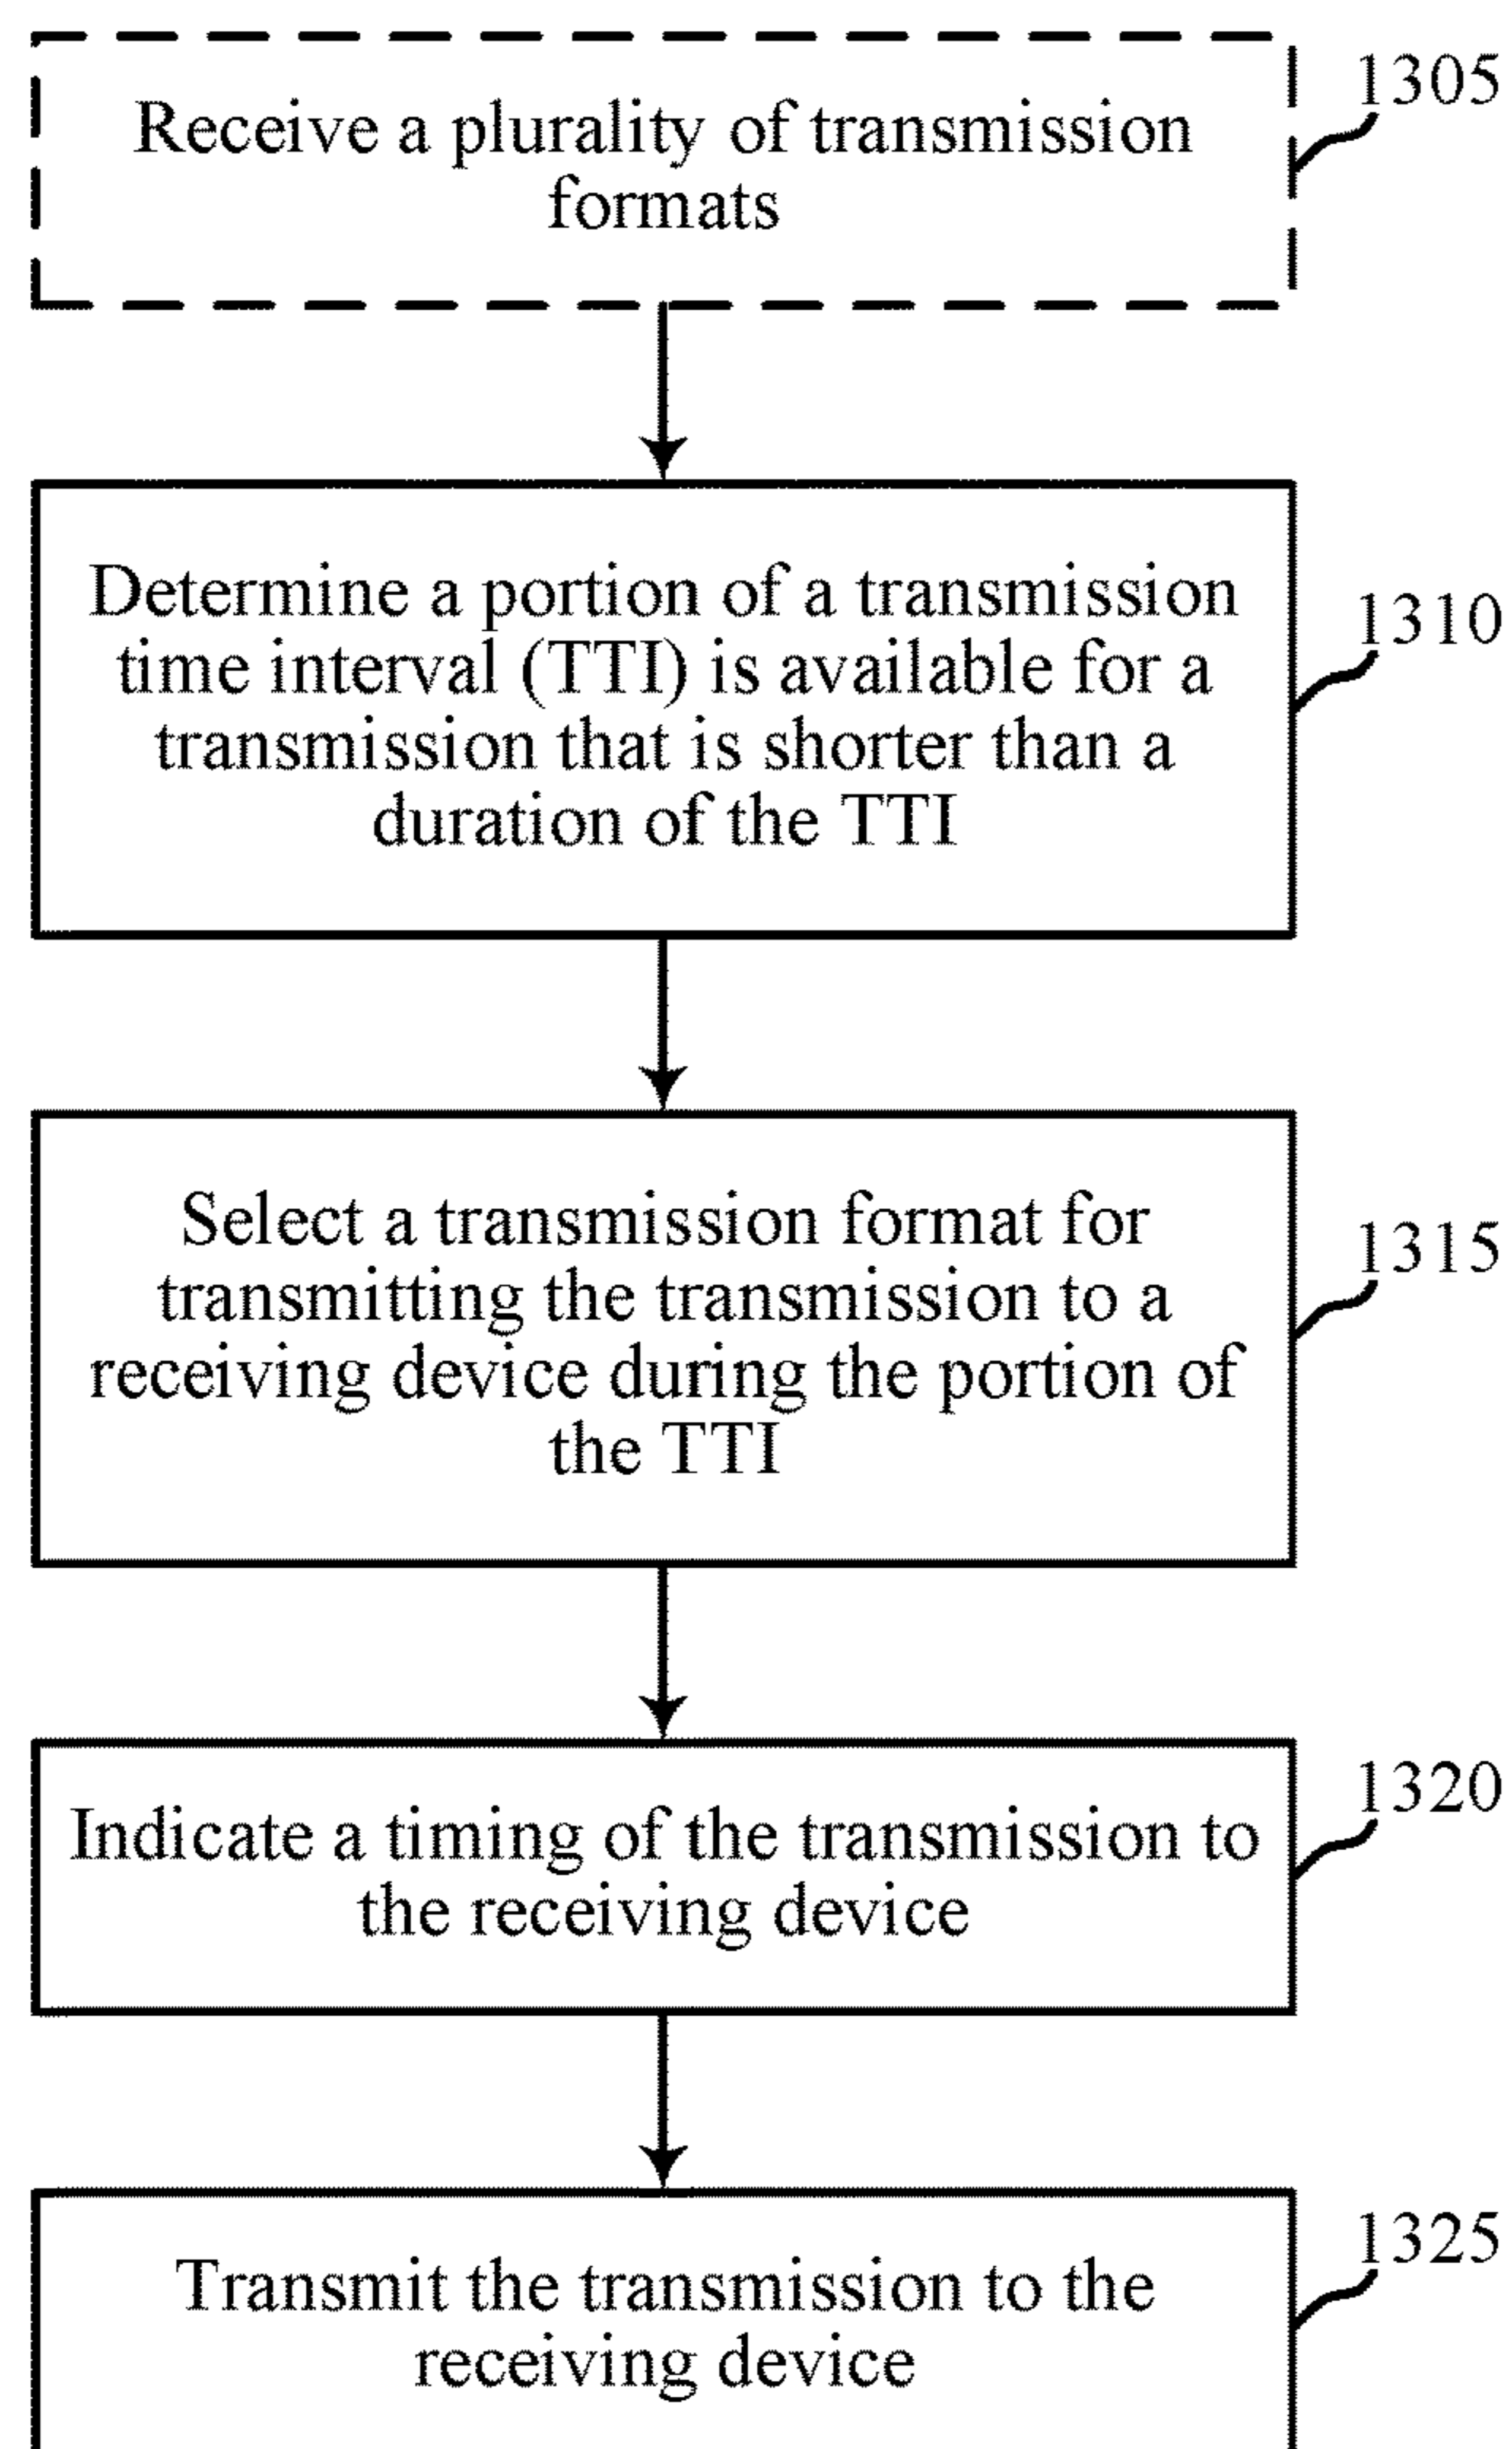 Receive a plurality of transmission
formats
1305
Determine a portion of a transmission
time interval (TTI) is available for a
transmission that is shorter than a
duration of the TTI
1310
Select a transmission format for
transmitting the transmission to a
receiving device during the portion of
the TTI
1315
Indicate a timing of the transmission to
the receiving device
1320
Transmit the transmission to the
receiving device
1325